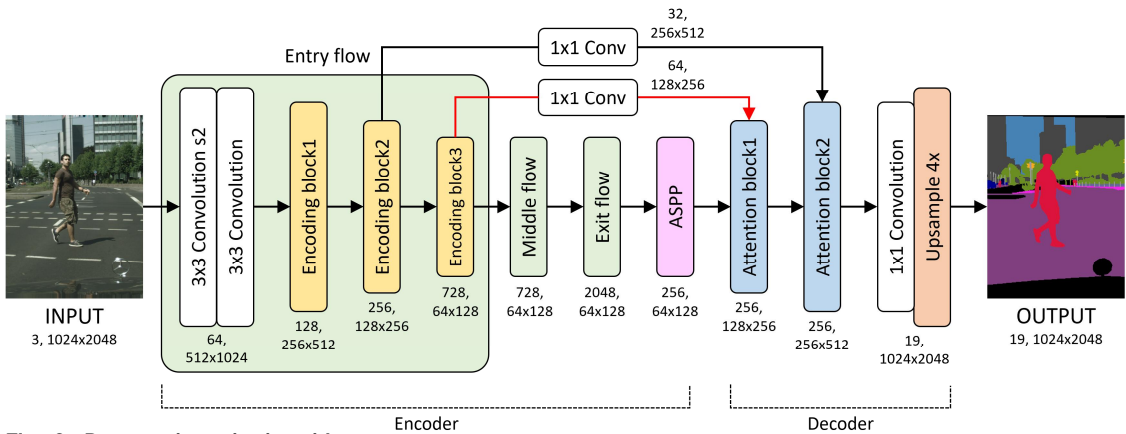 32,
256x512
1x1 Conv
Entry flow
64,
128x256
1x1 Conv
3x3 Convolution s2
3x3 Convolution
Encoding block1
Encoding block2
Encoding block3
Middle flow
Exit flow
ASPP
Attention block1
Attention block2
1x1 Convolution
Upsample 4x
INPUT
3, 1024x2048
64,
512x1024
128,
256x512
256,
128x256
728,
64x128
728,
64x128
2048,
64x128
256,
64x128
256,
128x256
256,
256x512
19,
1024x2048
OUTPUT
19, 1024x2048
Encoder
Decoder